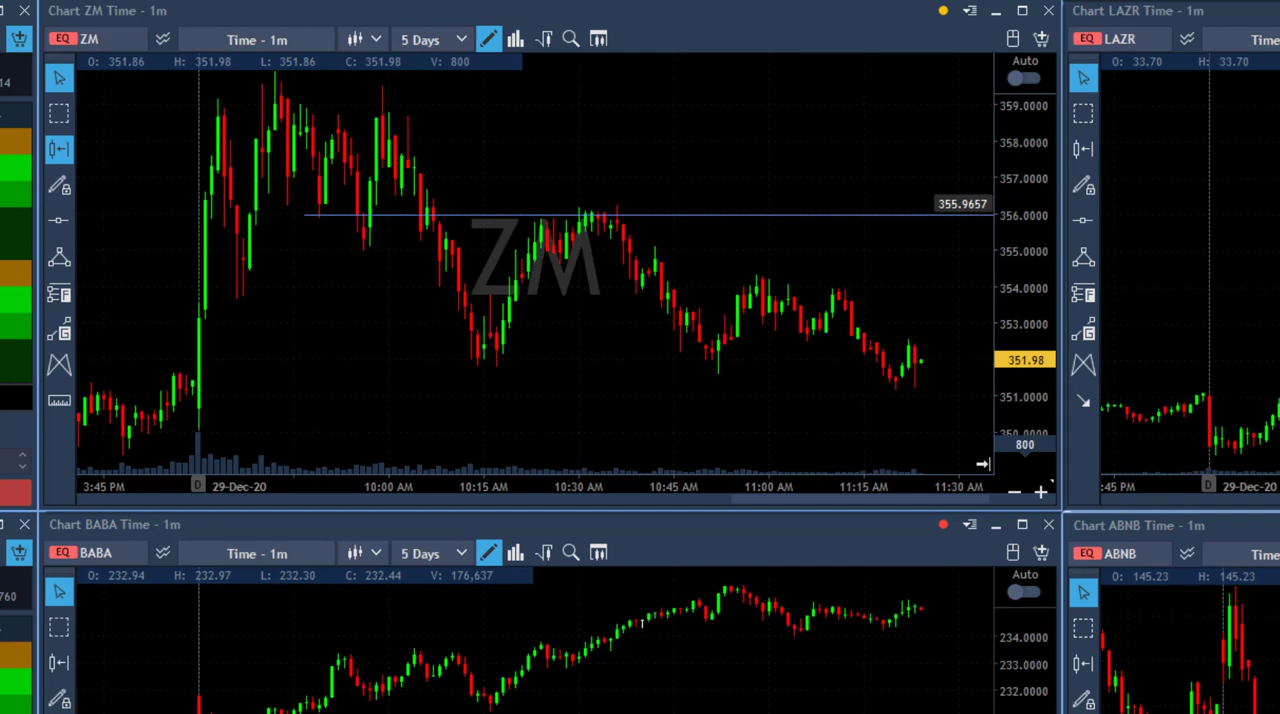 Chart ZM Time - 1m
EQ ZM Time - 1m 5 Days
O: 351.86 H: 351.98 L: 351.86 C: 351.98 V: 800
Auto
359.0000
358.0000
357.0000
355.9657
356.0000
355.0000
354.0000
353.0000
351.98
351.0000
350.0000
800
ZM
F
G
3:45 PM D 29-Dec-20 10:00 AM 10:15 AM 10:30 AM 10:45 AM 11:00 AM 11:15 AM 11:30 AM
Chart LAZR Time - 1m
EQ LAZR Time
O: 33.70 H: 33.70
F
G
:45 PM D 29-Dec-20
14
760
Chart BABA Time - 1m
EQ BABA Time - 1m 5 Days
O: 232.94 H: 232.97 L: 232.30 C: 232.44 V: 176,637
Auto
234.0000
233.0000
232.0000
Chart ABNB Time - 1m
EQ ABNB Time
O: 145.23 H: 145.23